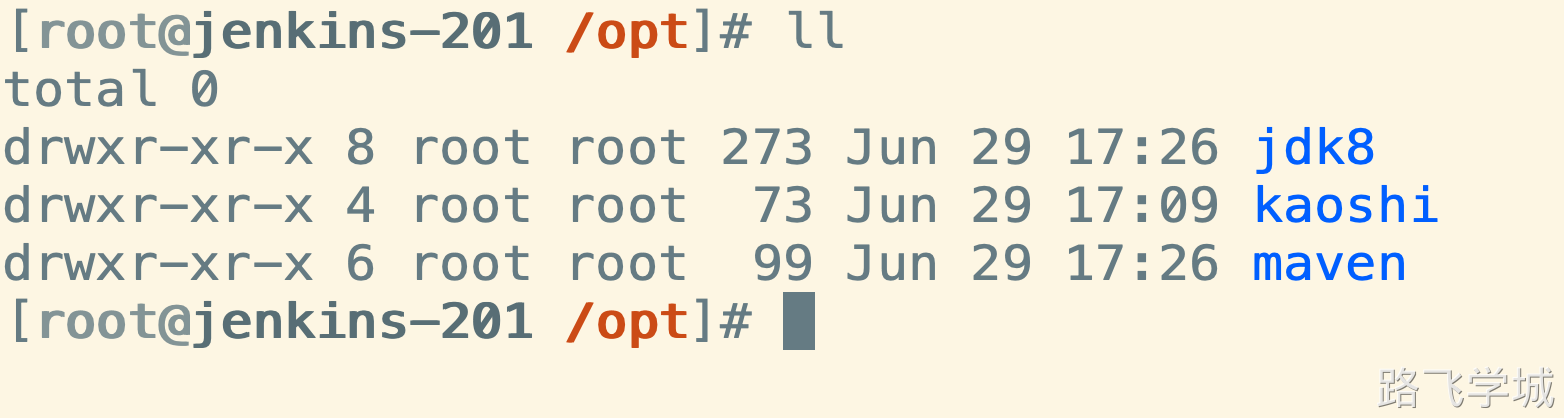 [root@jenkins-201 /opt]# ll
total 0
drwxr-xr-x 8 root root 273 Jun 29 17:26 jdk8
drwxr-xr-x 4 root root  73 Jun 29 17:09 kaoshi
drwxr-xr-x 6 root root  99 Jun 29 17:26 maven
[root@jenkins-201 /opt]#
路飞学城